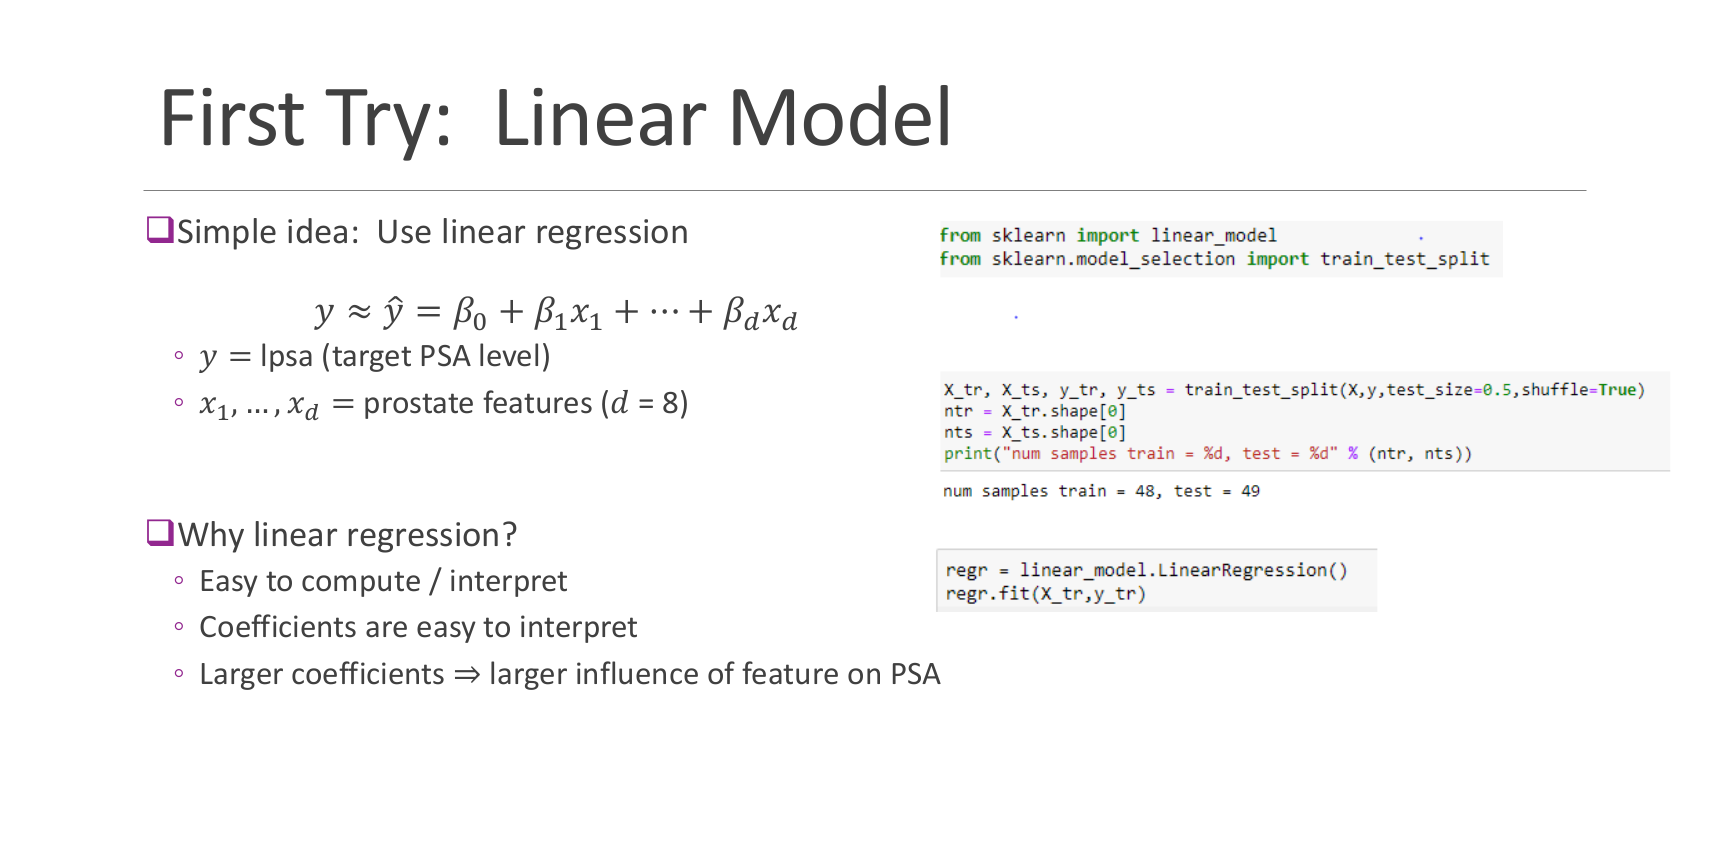 First Try:  Linear Model
❑Simple idea:  Use linear regression
y ≈ ŷ = β₀ + β₁x₁ + ⋯ + β_d x_d
◦ y = lpsa (target PSA level)
◦ x₁, … , x_d = prostate features (d = 8)
❑Why linear regression?
◦ Easy to compute / interpret
◦ Coefficients are easy to interpret
◦ Larger coefficients ⇒ larger influence of feature on PSA
from sklearn import linear_model
from sklearn.model_selection import train_test_split
X_tr, X_ts, y_tr, y_ts = train_test_split(X,y,test_size=0.5,shuffle=True)
ntr = X_tr.shape[0]
nts = X_ts.shape[0]
print("num samples train = %d, test = %d" % (ntr, nts))
num samples train = 48, test = 49
regr = linear_model.LinearRegression()
regr.fit(X_tr,y_tr)